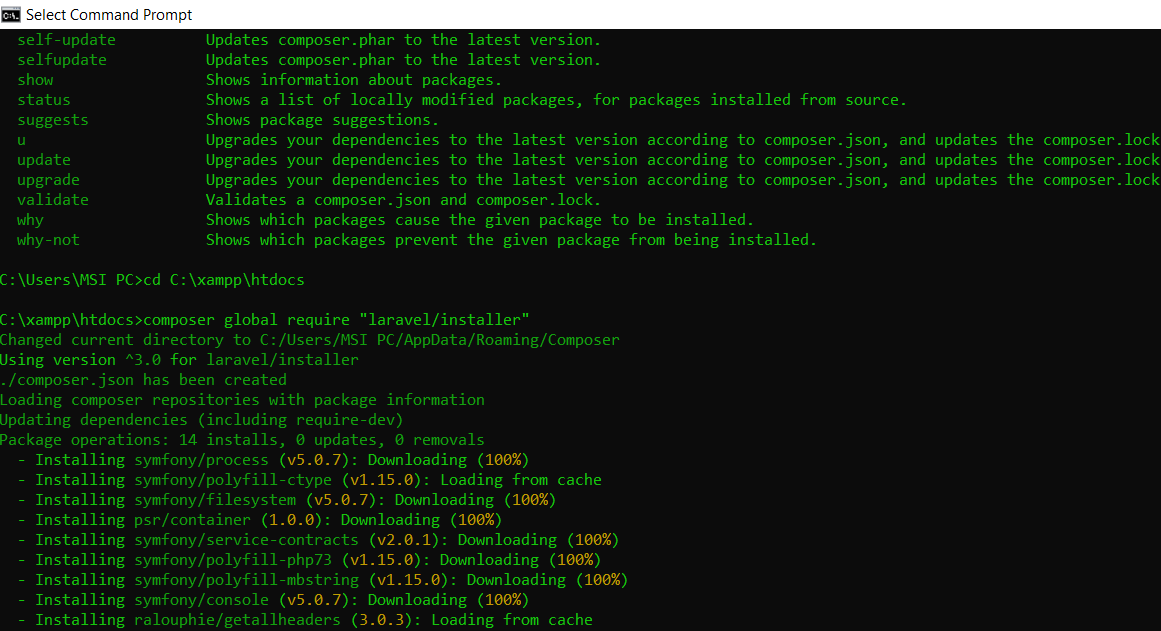 Select Command Prompt
self-update Updates composer.phar to the latest version.
selfupdate Updates composer.phar to the latest version.
show Shows information about packages.
status Shows a list of locally modified packages, for packages installed from source.
suggests Shows package suggestions.
u Upgrades your dependencies to the latest version according to composer.json, and updates the composer.lock
update Upgrades your dependencies to the latest version according to composer.json, and updates the composer.lock
upgrade Upgrades your dependencies to the latest version according to composer.json, and updates the composer.lock
validate Validates a composer.json and composer.lock.
why Shows which packages cause the given package to be installed.
why-not Shows which packages prevent the given package from being installed.
C:\Users\MSI PC>cd C:\xampp\htdocs
C:\xampp\htdocs>composer global require "laravel/installer"
Changed current directory to C:/Users/MSI PC/AppData/Roaming/Composer
Using version ^3.0 for laravel/installer
./composer.json has been created
Loading composer repositories with package information
Updating dependencies (including require-dev)
Package operations: 14 installs, 0 updates, 0 removals
- Installing symfony/process (v5.0.7): Downloading (100%)
- Installing symfony/polyfill-ctype (v1.15.0): Loading from cache
- Installing symfony/filesystem (v5.0.7): Downloading (100%)
- Installing psr/container (1.0.0): Downloading (100%)
- Installing symfony/service-contracts (v2.0.1): Downloading (100%)
- Installing symfony/polyfill-php73 (v1.15.0): Downloading (100%)
- Installing symfony/polyfill-mbstring (v1.15.0): Downloading (100%)
- Installing symfony/console (v5.0.7): Downloading (100%)
- Installing ralouphie/getallheaders (3.0.3): Loading from cache